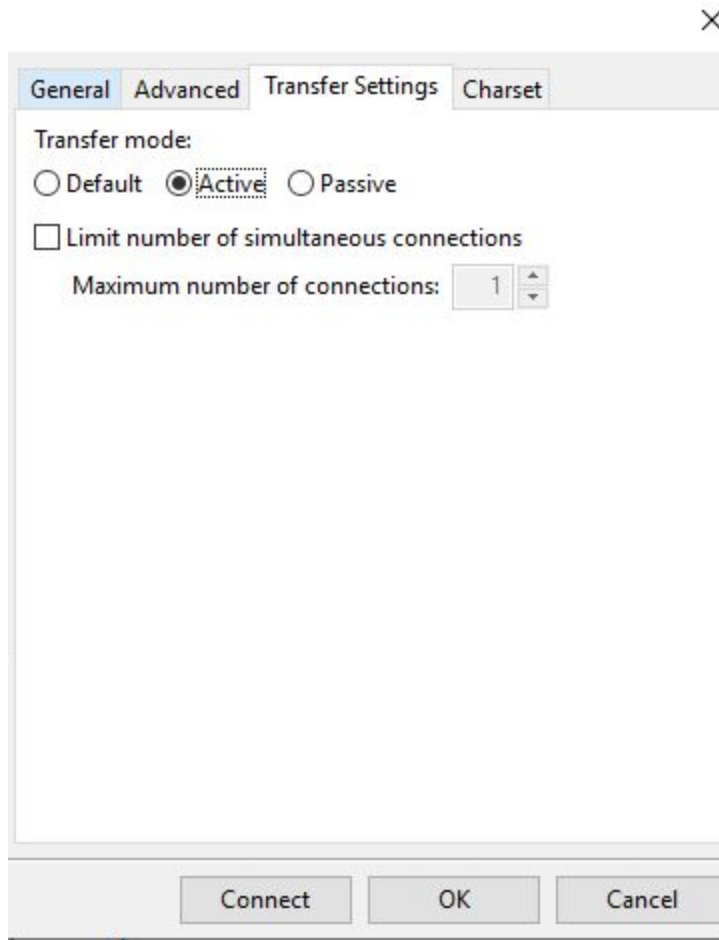 General Advanced Transfer Settings Charset
Transfer mode:
Default Active Passive
Limit number of simultaneous connections
Maximum number of connections: 1
Connect OK Cancel